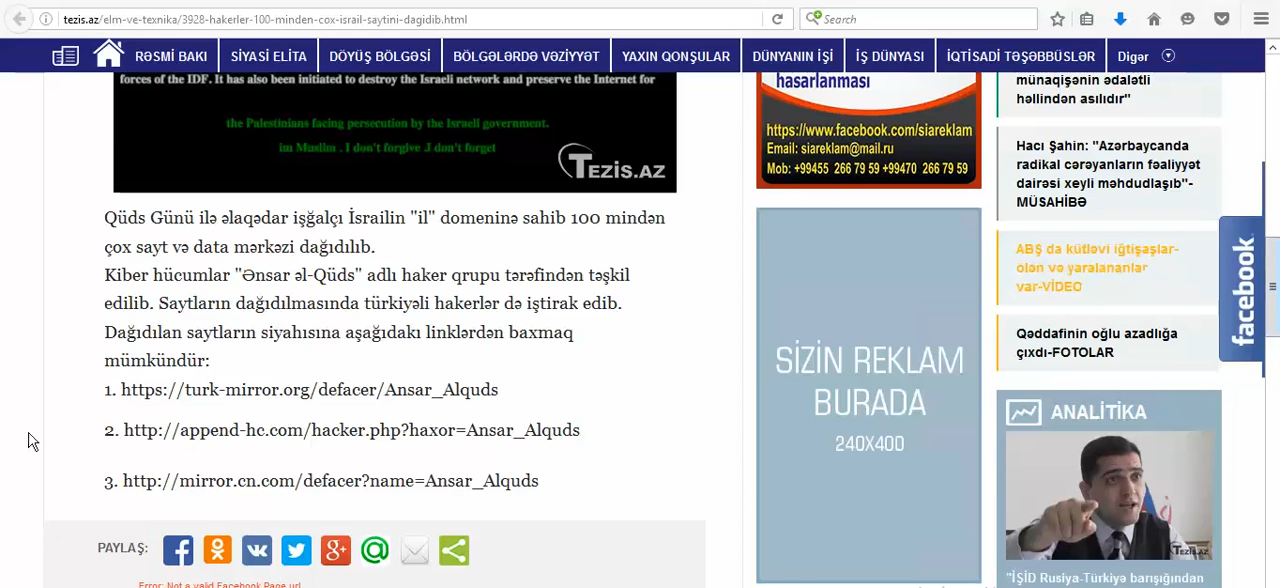 tezis.az/elm-ve-texnika/3928-hakerler-100-minden-cox-israil-saytini-dagidib.html
Search
RƏSMİ BAKI
SİYASİ ELİTA
DÖYÜŞ BÖLGƏSİ
BÖLGƏLƏRDƏ VƏZİYYƏT
YAXIN QONŞULAR
DÜNYANIN İŞİ
İŞ DÜNYASI
İQTİSADİ TƏŞƏBBÜSLƏR
Digər
forces of the IDF. It has also been initiated to destroy the Israeli network and preserve the Internet for
the Palestinians facing persecution by the Israeli government.
im Muslim . I don't forgive .I don't forget
TEZIS.AZ
Qüds Günü ilə əlaqədar işğalçı İsrailin "il" domeninə sahib 100 mindən
çox sayt və data mərkəzi dağıdılıb.
Kiber hücumlar "Ənsar əl-Qüds" adlı haker qrupu tərəfindən təşkil
edilib. Saytların dağıdılmasında türkiyəli hakerlər də iştirak edib.
Dağıdılan saytların siyahısına aşağıdakı linklərdən baxmaq
mümkündür:
1. https://turk-mirror.org/defacer/Ansar_Alquds
2. http://append-hc.com/hacker.php?haxor=Ansar_Alquds
3. http://mirror.cn.com/defacer?name=Ansar_Alquds
PAYLAŞ:
Error: Not a valid Facebook Page url.
hasarlanması
https://www.facebook.com/siareklam
Email: siareklam@mail.ru
Mob: +99455 266 79 59 +99470 266 79 59
SİZİN REKLAM
BURADA
240X400
münaqişənin ədalətli
həllindən asılıdır"
Hacı Şahin: "Azərbaycanda
radikal cərəyanların fəaliyyət
dairəsi xeyli məhdudlaşıb"-
MÜSAHİBƏ
ABŞ da kütləvi iğtişaşlar-
ölən və yaralananlar
var-VİDEO
Qəddafinin oğlu azadlığa
çıxdı-FOTOLAR
ANALİTİKA
TEZIS.AZ
"İŞİD Rusiya-Türkiyə barışığından
facebook